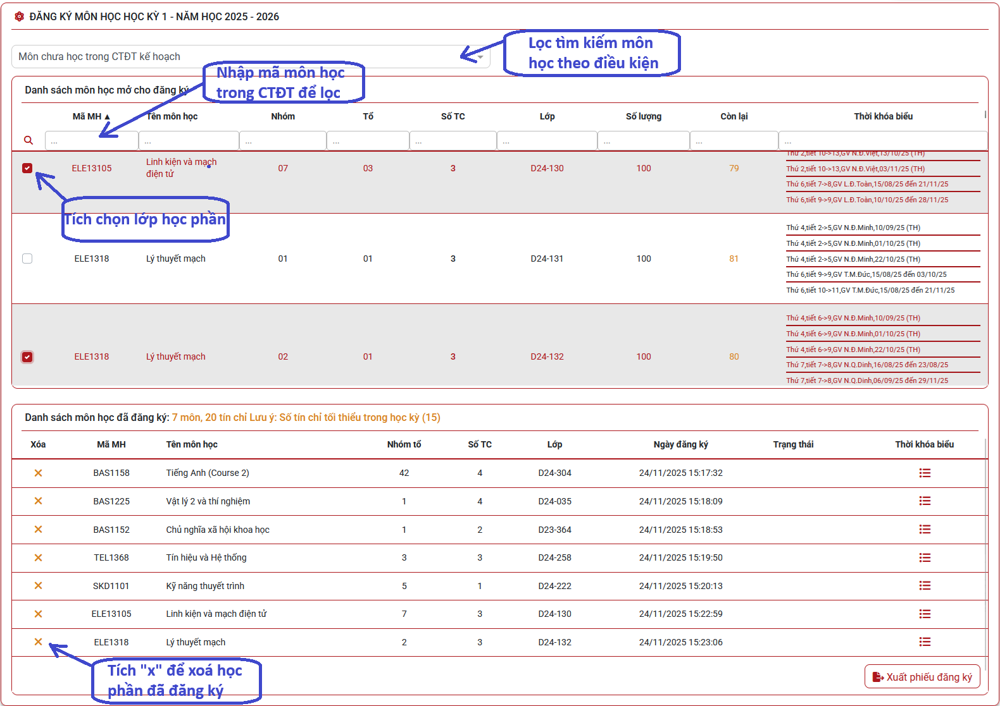 ĐĂNG KÝ MÔN HỌC HỌC KỲ 1 - NĂM HỌC 2025 - 2026
Lọc tìm kiếm môn
học theo điều kiện
Môn chưa học trong CTĐT kế hoạch
Nhập mã môn học
trong CTĐT để lọc
Danh sách môn học mở cho đăng ký
Mã MH ▲ Tên môn học Nhóm Tổ Số TC Lớp Số lượng Còn lại Thời khóa biểu
... ... ... ... ... ... ... ... ...
Thứ 2,tiết 10->13,GV N.Đ.Việt,13/10/25 (TH)
ELE13105 Linh kiện và mạch
điện tử 07 03 3 D24-130 100 79
Thứ 2,tiết 10->13,GV N.Đ.Việt,03/11/25 (TH)
Thứ 6,tiết 7->8,GV L.Đ.Toàn,15/08/25 đến 21/11/25
Thứ 6,tiết 9->9,GV L.Đ.Toàn,10/10/25 đến 28/11/25
Tích chọn lớp học phần
Thứ 4,tiết 2->5,GV N.Đ.Minh,10/09/25 (TH)
Thứ 4,tiết 2->5,GV N.Đ.Minh,01/10/25 (TH)
ELE1318 Lý thuyết mạch 01 01 3 D24-131 100 81
Thứ 4,tiết 2->5,GV N.Đ.Minh,22/10/25 (TH)
Thứ 6,tiết 9->9,GV T.M.Đức,15/08/25 đến 03/10/25
Thứ 6,tiết 10->11,GV T.M.Đức,15/08/25 đến 21/11/25
Thứ 4,tiết 6->9,GV N.Đ.Minh,10/09/25 (TH)
Thứ 4,tiết 6->9,GV N.Đ.Minh,01/10/25 (TH)
Thứ 4,tiết 6->9,GV N.Đ.Minh,22/10/25 (TH)
ELE1318 Lý thuyết mạch 02 01 3 D24-132 100 80
Thứ 7,tiết 7->8,GV N.Q.Dinh,16/08/25 đến 23/08/25
Thứ 7,tiết 7->8,GV N.Q.Dinh,06/09/25 đến 29/11/25
Danh sách môn học đã đăng ký: 7 môn, 20 tín chỉ Lưu ý: Số tín chỉ tối thiểu trong học kỳ (15)
Xóa Mã MH Tên môn học Nhóm tổ Số TC Lớp Ngày đăng ký Trạng thái Thời khóa biểu
BAS1158 Tiếng Anh (Course 2) 42 4 D24-304 24/11/2025 15:17:32
BAS1225 Vật lý 2 và thí nghiệm 1 4 D24-035 24/11/2025 15:18:09
BAS1152 Chủ nghĩa xã hội khoa học 1 2 D23-364 24/11/2025 15:18:53
TEL1368 Tín hiệu và Hệ thống 3 3 D24-258 24/11/2025 15:19:50
SKD1101 Kỹ năng thuyết trình 5 1 D24-222 24/11/2025 15:20:13
ELE13105 Linh kiện và mạch điện tử 7 3 D24-130 24/11/2025 15:22:59
ELE1318 Lý thuyết mạch 2 3 D24-132 24/11/2025 15:23:06
Tích "x" để xoá học
phần đã đăng ký
Xuất phiếu đăng ký